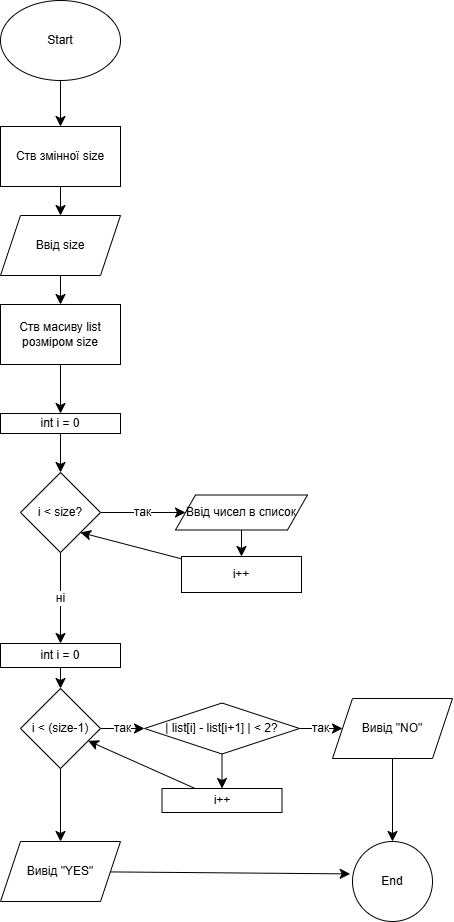 Start
Ств змінної size
Ввід size
Ств масиву list
розміром size
int i = 0
i < size?
так
Ввід чисел в список
i++
ні
int i = 0
i < (size-1)
так
| list[i] - list[i+1] | < 2?
так
Вивід "NO"
i++
Вивід "YES"
End